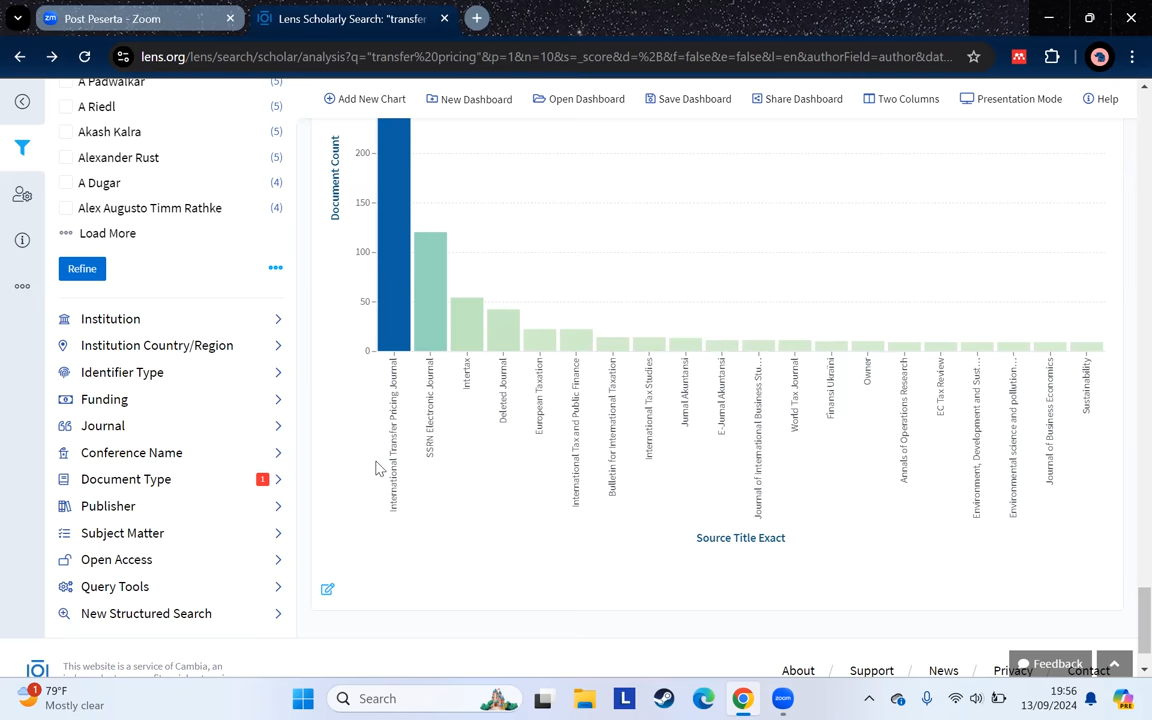 Post Peserta - Zoom
Lens Scholarly Search: "transfer
lens.org/lens/search/scholar/analysis?q="transfer%20pricing"&p=1&n=10&s=_score&d=%2B&f=false&e=false&l=en&authorField=author&dat...
A Padwalkar (5)
A Riedl (5)
Akash Kalra (5)
Alexander Rust (5)
A Dugar (4)
Alex Augusto Timm Rathke (4)
Load More
Refine
Institution
Institution Country/Region
Identifier Type
Funding
Journal
Conference Name
Document Type 1
Publisher
Subject Matter
Open Access
Query Tools
New Structured Search
Add New Chart New Dashboard Open Dashboard Save Dashboard Share Dashboard Two Columns Presentation Mode Help
Document Count
200
150
100
50
0
International Transfer Pricing Journal
SSRN Electronic Journal
Intertax
Deleted Journal
European Taxation
International Tax and Public Finance
Bulletin for International Taxation
International Tax Studies
Jurnal Akuntansi
E-Jurnal Akuntansi
Journal of International Business Stu...
World Tax Journal
Finansi Ukraini
Owner
Annals of Operations Research
EC Tax Review
Environment, Development and Sust...
Environmental science and pollution...
Journal of Business Economics
Sustainability
Source Title Exact
This website is a service of Cambia, an
About / Support / News / Privacy / Contact
Feedback
1
79°F
Mostly clear
Search
L
zoom
19:56
13/09/2024
PRE